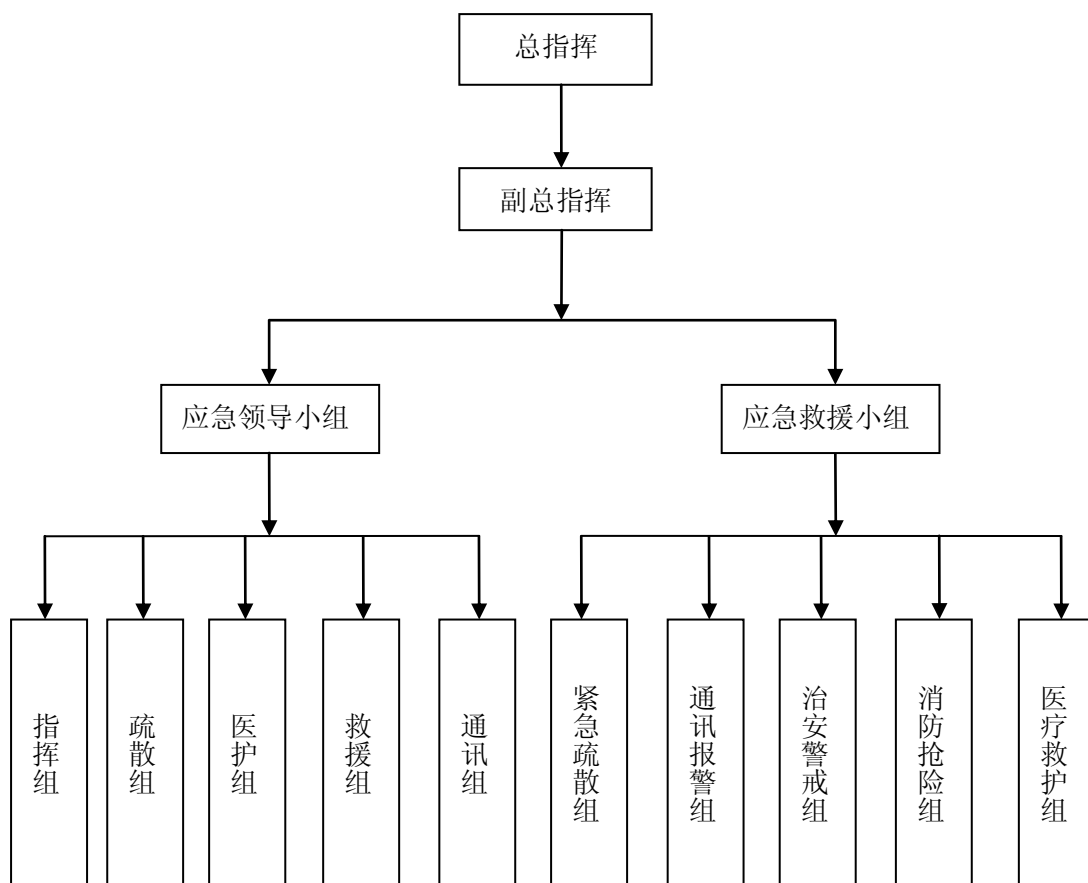 总指挥
副总指挥
应急领导小组
应急救援小组
指挥组
疏散组
医护组
救援组
通讯组
紧急疏散组
通讯报警组
治安警戒组
消防抢险组
医疗救护组